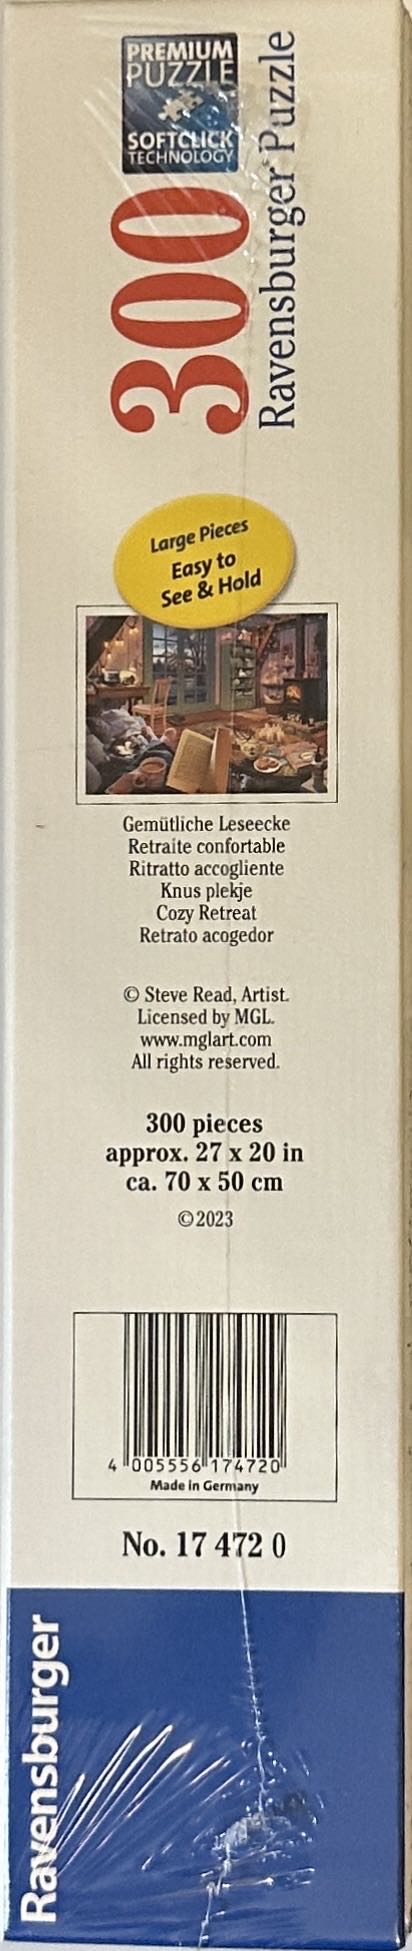 PREMIUM
PUZZLE
SOFTCLICK
TECHNOLOGY
300
Ravensburger® Puzzle
Large Pieces
Easy to
See & Hold
Gemütliche Leseecke
Retraite confortable
Ritratto accogliente
Knus plekje
Cozy Retreat
Retrato acogedor
© Steve Read, Artist.
Licensed by MGL.
www.mglart.com
All rights reserved.
300 pieces
approx. 27 x 20 in
ca. 70 x 50 cm
©2023
4 005556 174720
Made in Germany
No. 17 472 0
Ravensburger